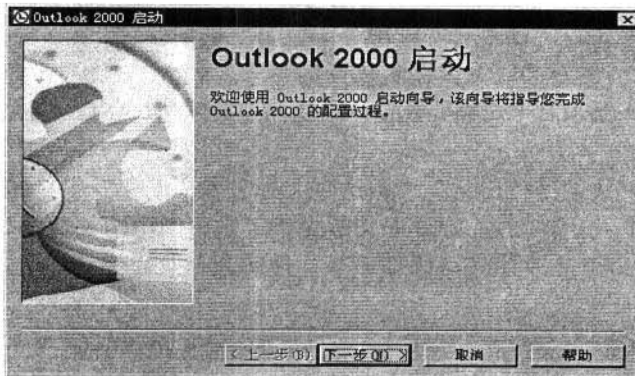 Outlook 2000 启动
Outlook 2000 启动
欢迎使用 Outlook 2000 启动向导，该向导将指导您完成
Outlook 2000 的配置过程。
< 上一步(B) 下一步(N) > 取消 帮助